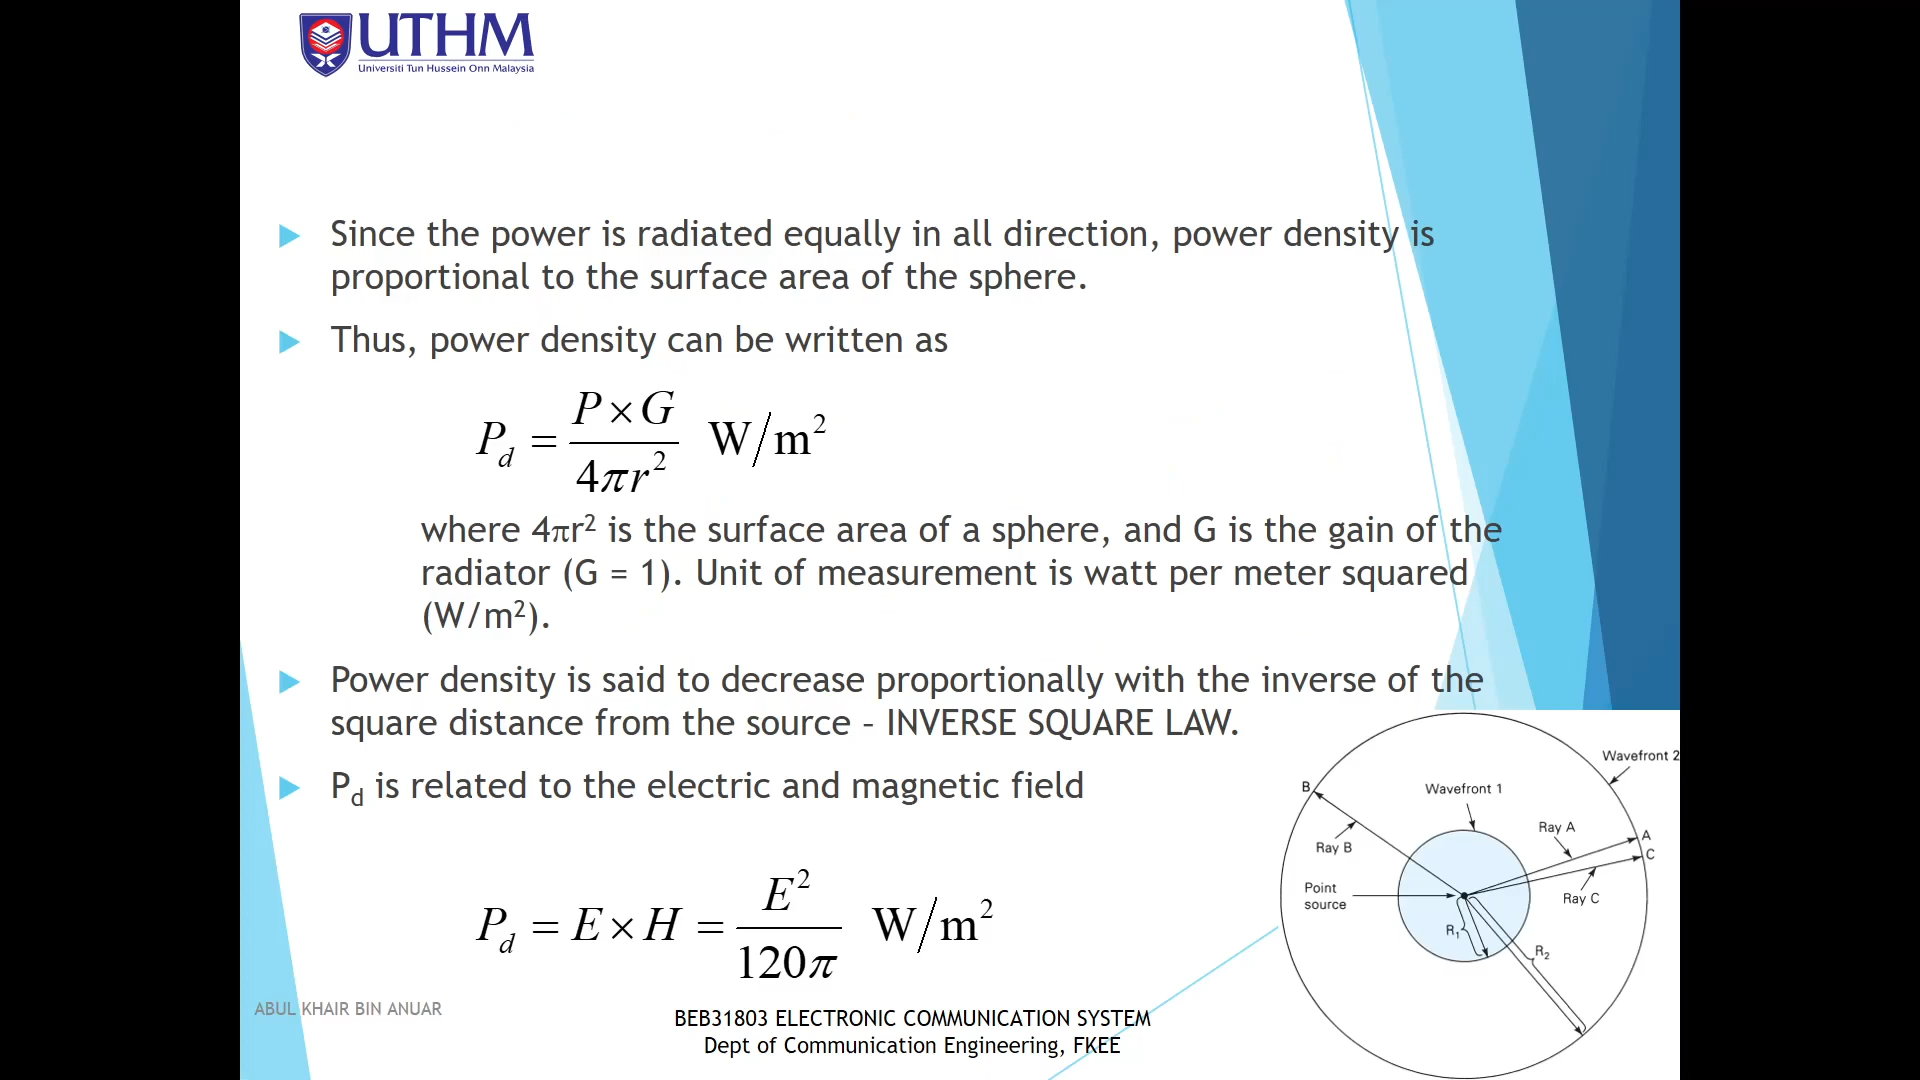 UTHM
Universiti Tun Hussein Onn Malaysia
Since the power is radiated equally in all direction, power density is
proportional to the surface area of the sphere.
Thus, power density can be written as
P_d = (P × G) / (4πr²) W/m²
where 4πr² is the surface area of a sphere, and G is the gain of the
radiator (G = 1). Unit of measurement is watt per meter squared
(W/m²).
Power density is said to decrease proportionally with the inverse of the
square distance from the source – INVERSE SQUARE LAW.
P_d is related to the electric and magnetic field
P_d = E × H = E² / 120π W/m²
Wavefront 2
B
Wavefront 1
Ray A
A
Ray B
C
Point
source
Ray C
R₁
R₂
ABUL KHAIR BIN ANUAR
BEB31803 ELECTRONIC COMMUNICATION SYSTEM
Dept of Communication Engineering, FKEE